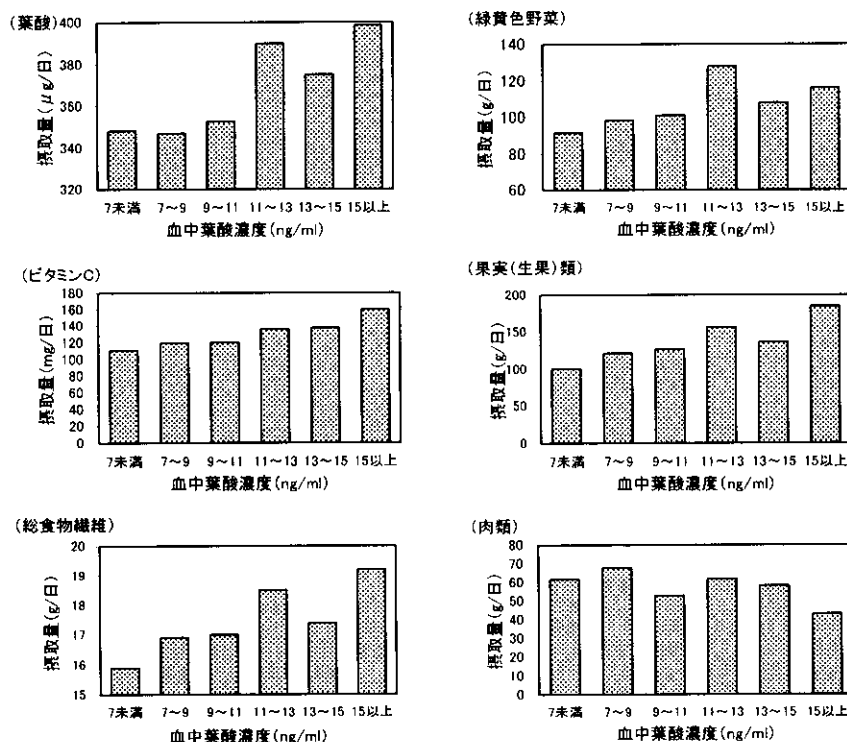 (葉酸)
摂取量(μg/日)
400
380
360
340
320
7未満 7～9 9～11 11～13 13～15 15以上
血中葉酸濃度(ng/ml)
(緑黄色野菜)
摂取量(g/日)
140
120
100
80
60
7未満 7～9 9～11 11～13 13～15 15以上
血中葉酸濃度(ng/ml)
(ビタミンC)
摂取量(mg/日)
180
160
140
120
100
80
60
40
20
0
7未満 7～9 9～11 11～13 13～15 15以上
血中葉酸濃度(ng/ml)
(果実(生果)類)
摂取量(g/日)
200
150
100
50
0
7未満 7～9 9～11 11～13 13～15 15以上
血中葉酸濃度(ng/ml)
(総食物繊維)
摂取量(g/日)
20
19
18
17
16
15
7未満 7～9 9～11 11～13 13～15 15以上
血中葉酸濃度(ng/ml)
(肉類)
摂取量(g/日)
80
70
60
50
40
30
20
10
0
7未満 7～9 9～11 11～13 13～15 15以上
血中葉酸濃度(ng/ml)